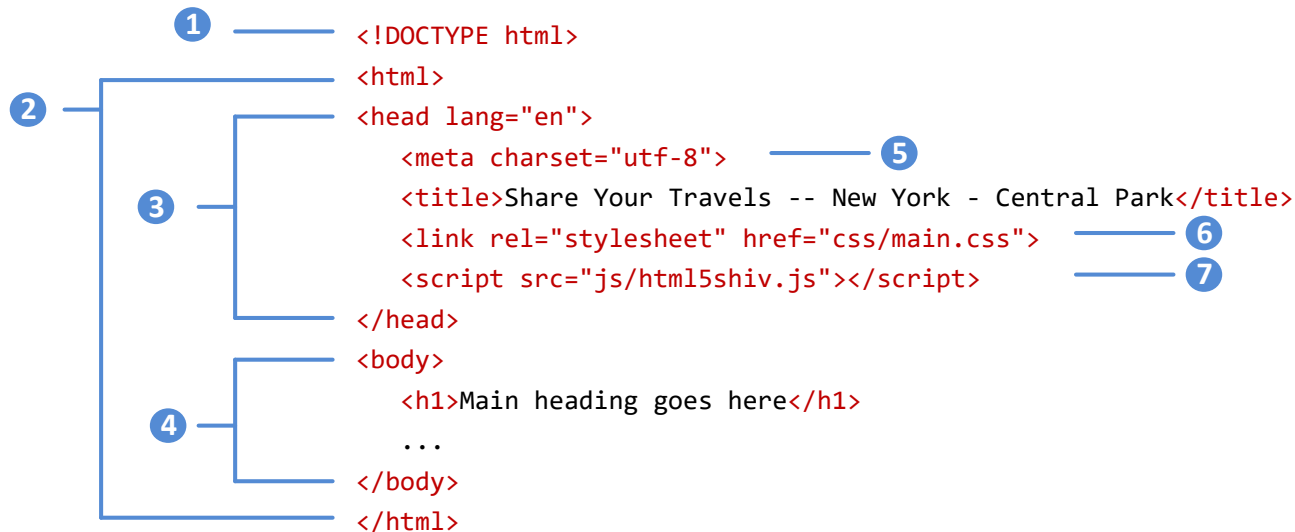 1 <!DOCTYPE html>
2 <html>
3 <head lang="en">
<meta charset="utf-8"> 5
<title>Share Your Travels -- New York - Central Park</title>
<link rel="stylesheet" href="css/main.css"> 6
<script src="js/html5shiv.js"></script> 7
</head>
4 <body>
<h1>Main heading goes here</h1>
...
</body>
</html>